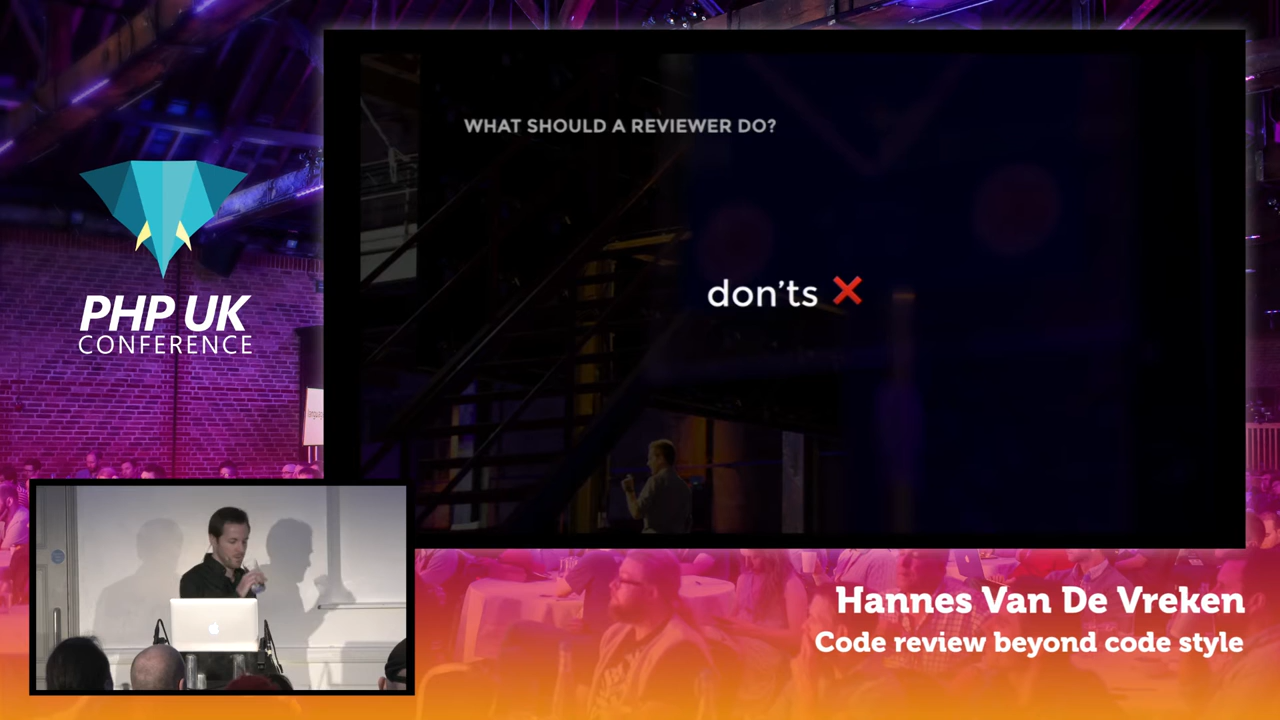 WHAT SHOULD A REVIEWER DO?
don'ts ❌
PHP UK
CONFERENCE
Hannes Van De Vreken
Code review beyond code style